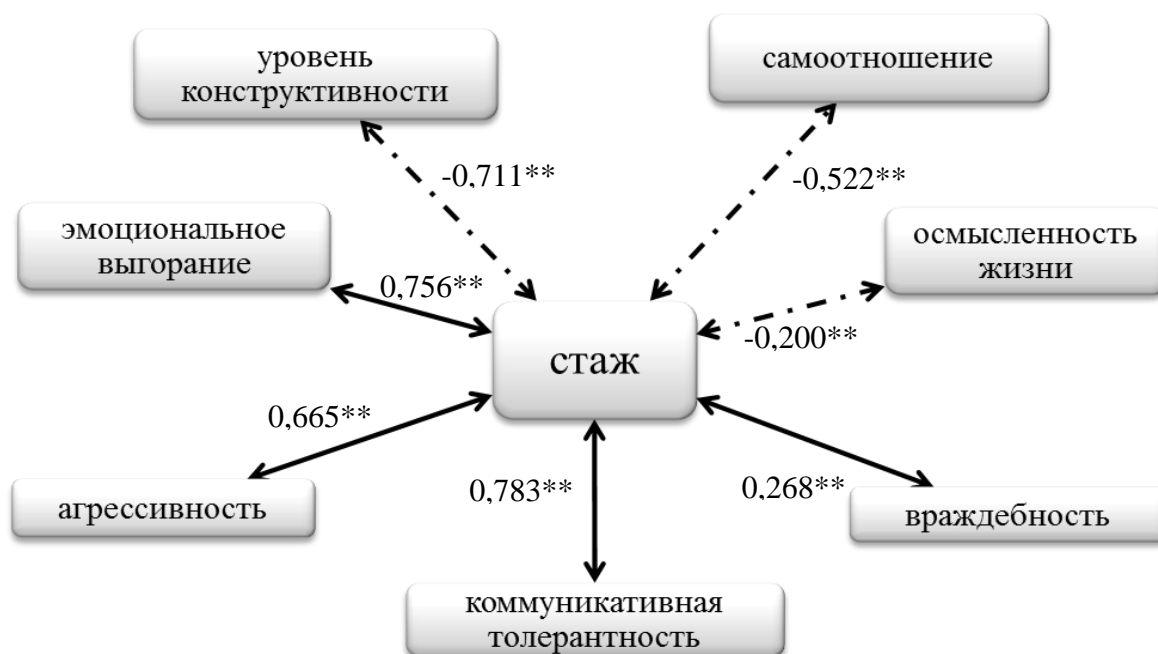 уровень
конструктивности
самоотношение
-0,711**
-0,522**
эмоциональное
выгорание
осмысленность
жизни
0,756**
-0,200**
стаж
0,665**
агрессивность
0,783**
0,268**
враждебность
коммуникативная
толерантность